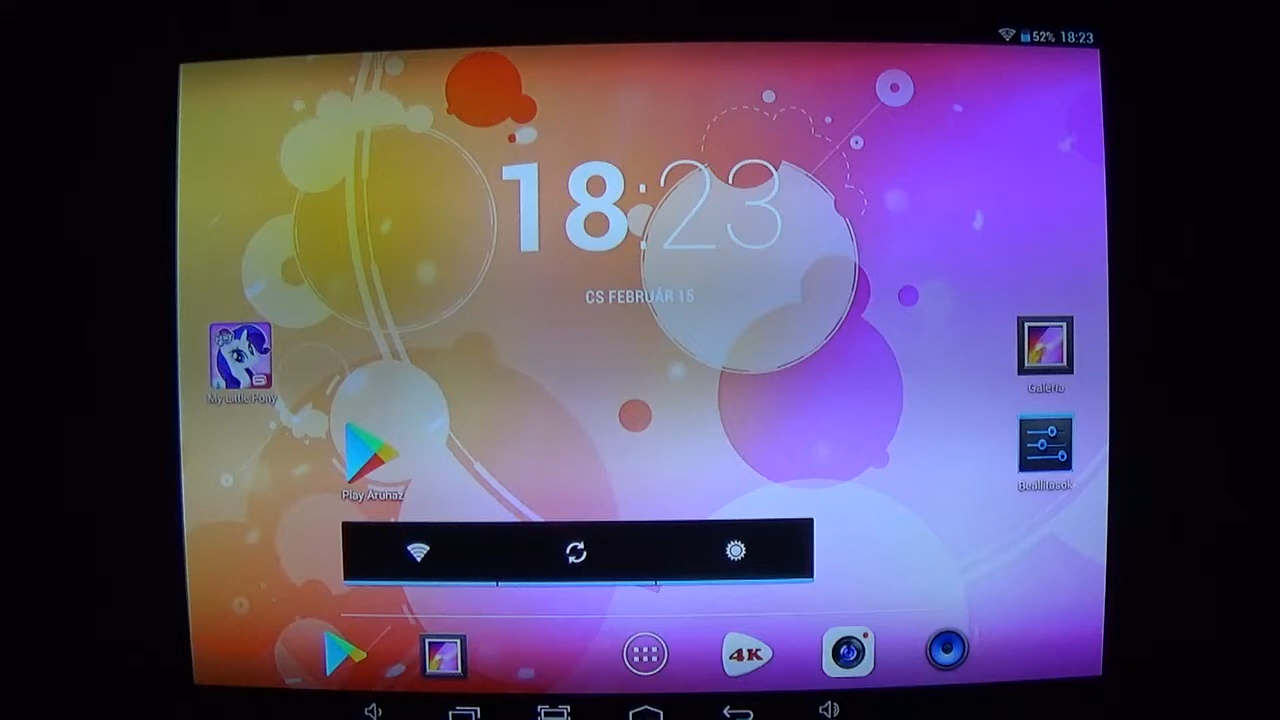 52% 18:23
18:23
CS FEBRUÁR 15
My Little Pony
Galéria
Play Áruház
Beállítások
4K